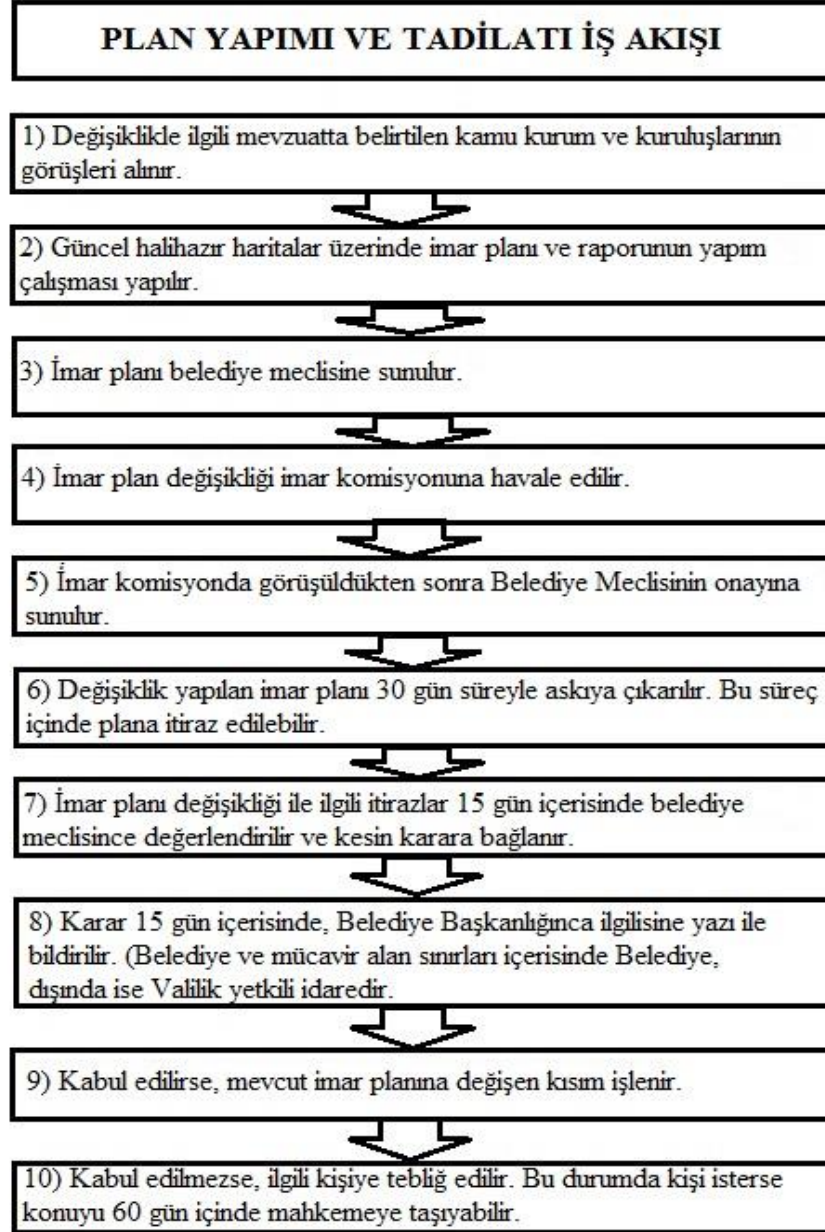 PLAN YAPIMI VE TADİLATI İŞ AKIŞI
1) Değişiklikle ilgili mevzuatta belirtilen kamu kurum ve kuruluşlarının
görüşleri alınır.
2) Güncel halihazır haritalar üzerinde imar planı ve raporunun yapım
çalışması yapılır.
3) İmar planı belediye meclisine sunulur.
4) İmar plan değişikliği imar komisyonuna havale edilir.
5) İmar komisyonda görüşüldükten sonra Belediye Meclisinin onayına
sunulur.
6) Değişiklik yapılan imar planı 30 gün süreyle askıya çıkarılır. Bu süreç
içinde plana itiraz edilebilir.
7) İmar planı değişikliği ile ilgili itirazlar 15 gün içerisinde belediye
meclisince değerlendirilir ve kesin karara bağlanır.
8) Karar 15 gün içerisinde, Belediye Başkanlığınca ilgilisine yazı ile
bildirilir. (Belediye ve mücavir alan sınırları içerisinde Belediye,
dışında ise Valilik yetkili idaredir.
9) Kabul edilirse, mevcut imar planına değişen kısım işlenir.
10) Kabul edilmezse, ilgili kişiye tebliğ edilir. Bu durumda kişi isterse
konuyu 60 gün içinde mahkemeye taşıyabilir.